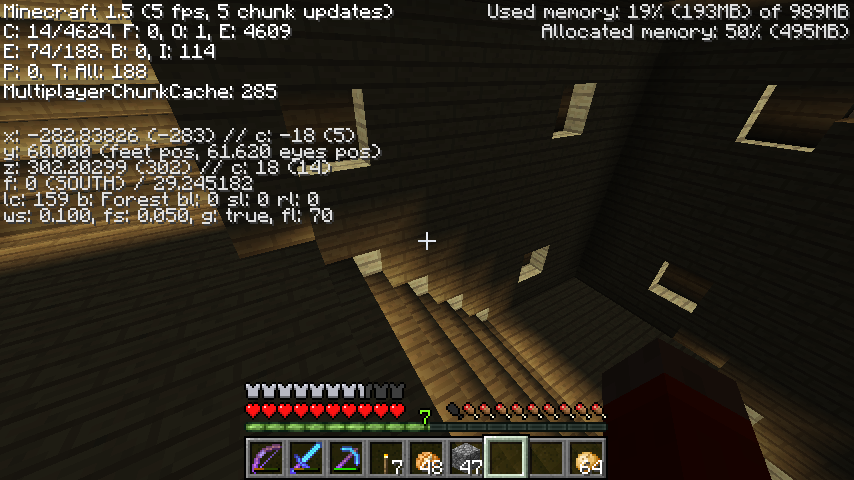 Minecraft 1.5 (5 fps, 5 chunk updates)
C: 14/4624, F: 0, O: 1, E: 4609
E: 74/188. B: 0, I: 114
P: 0, T: All: 188
MultiplayerChunkCache: 285
Used memory: 19% (193MB) of 989MB
Allocated memory: 50% (495MB)
x: -282.83826 (-283) // c: -18 (5)
y: 60.000 (feet pos, 61.620 eyes pos)
z: 302.20299 (302) // c: 18 (14)
f: 0 (SOUTH) / 29.245182
lc: 159 b: Forest bl: 0 sl: 0 rl: 0
ws: 0.100, fs: 0.050, g: true, fl: 70
7
7
48
47
64